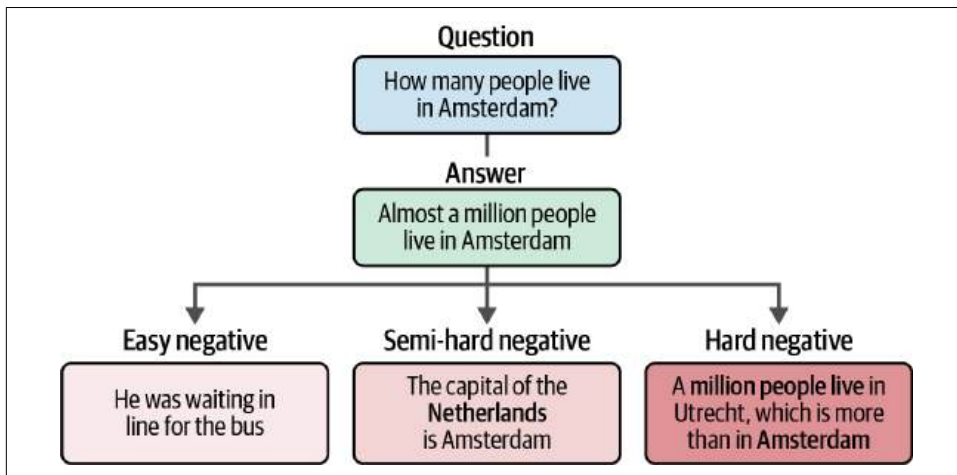 Question
How many people live
in Amsterdam?
Answer
Almost a million people
live in Amsterdam
Easy negative
He was waiting in
line for the bus
Semi-hard negative
The capital of the
Netherlands
is Amsterdam
Hard negative
A million people live in
Utrecht, which is more
than in Amsterdam